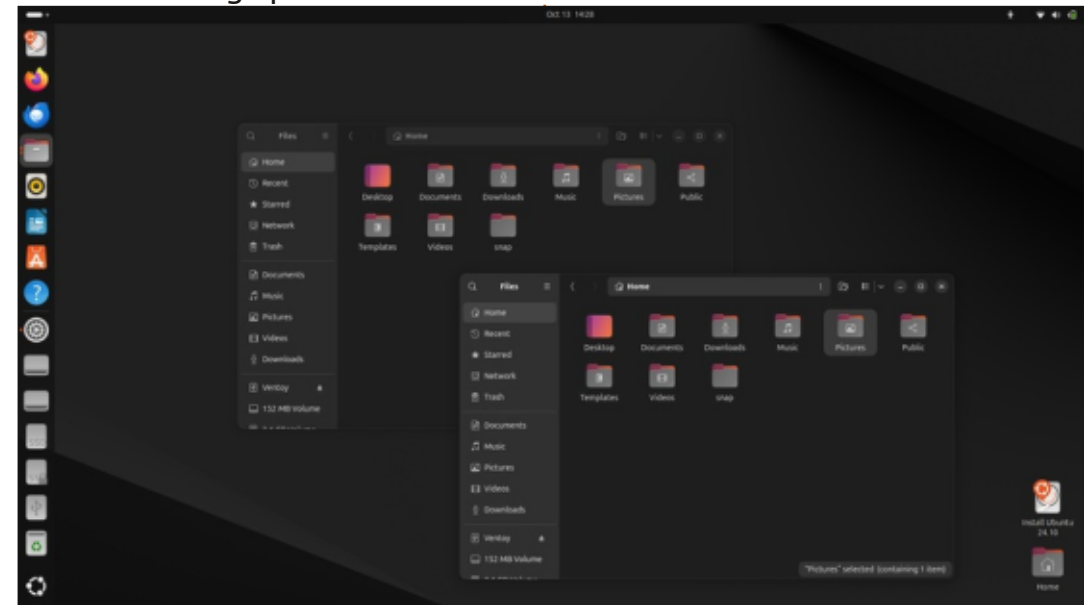 Oct 13 14:28
Files
Home
Home
Recent
Starred
Network
Trash
Documents
Music
Pictures
Videos
Downloads
Ventoy
152 MB Volume
Desktop
Documents
Downloads
Music
Pictures
Public
Templates
Videos
snap
Files
Home
Home
Recent
Starred
Network
Trash
Documents
Music
Pictures
Videos
Downloads
Ventoy
152 MB Volume
Desktop
Documents
Downloads
Music
Pictures
Public
Templates
Videos
snap
"Pictures" selected (containing 1 item)
Install Ubuntu
24.10
Home